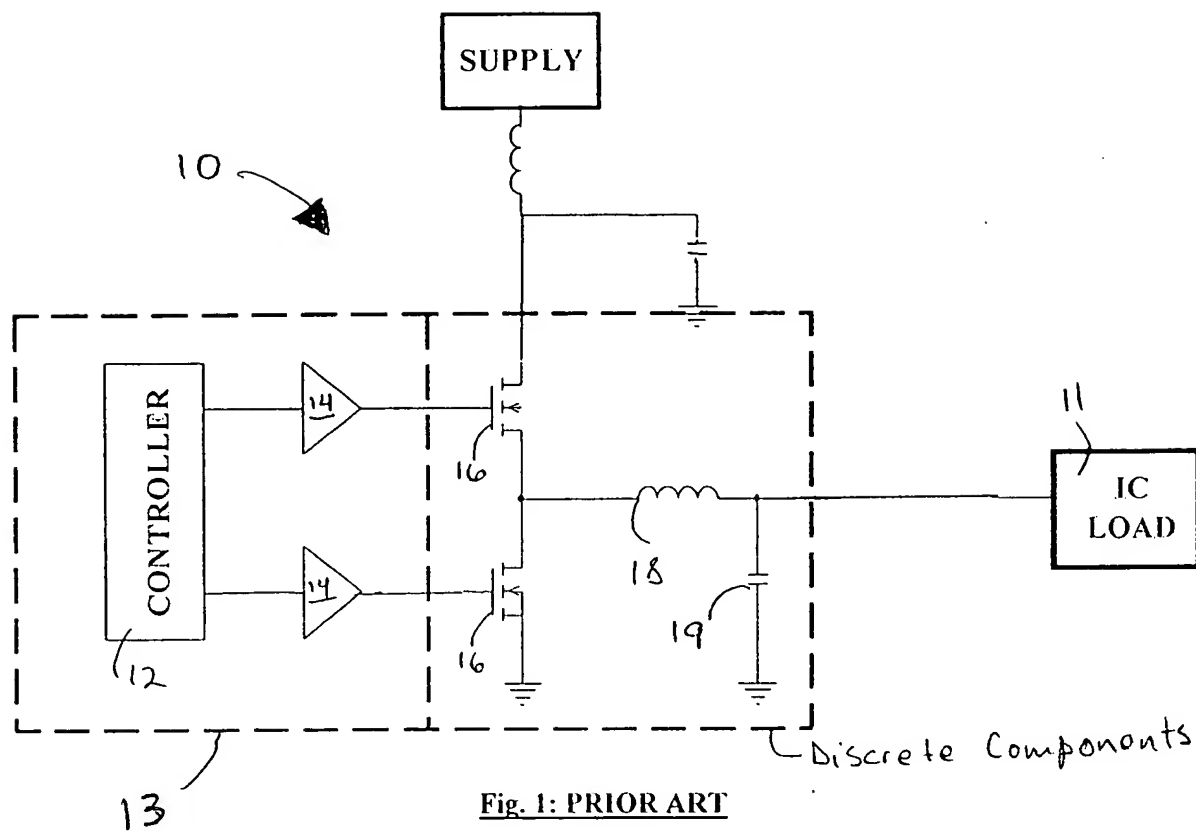 SUPPLY
10
CONTROLLER
14
14
16
16
12
18
19
11
IC
LOAD
13
Discrete Components
Fig. 1: PRIOR ART